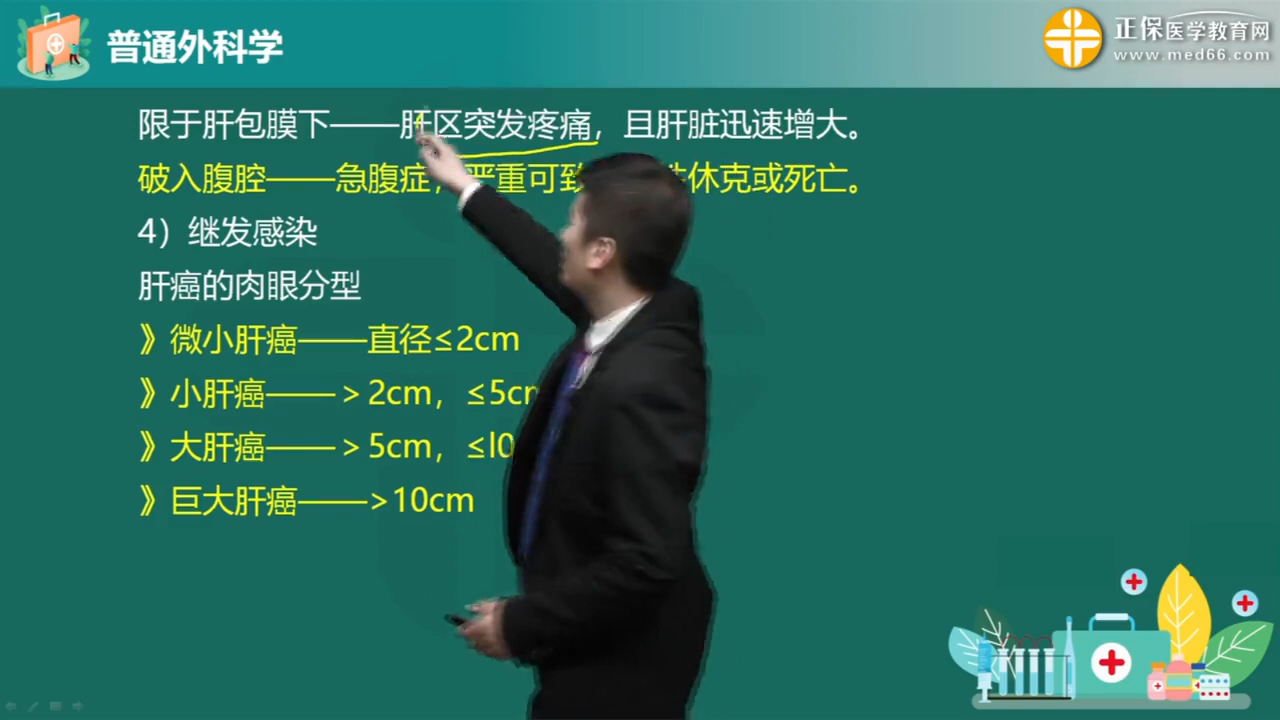 普通外科学
正保医学教育网
www.med66.com
限于肝包膜下——肝区突发疼痛，且肝脏迅速增大。
破入腹腔——急腹症，严重可致 休克或死亡。
4）继发感染
肝癌的肉眼分型
》微小肝癌——直径≤2cm
》小肝癌——＞2cm，≤5c
》大肝癌——＞5cm，≤l0
》巨大肝癌——>10cm